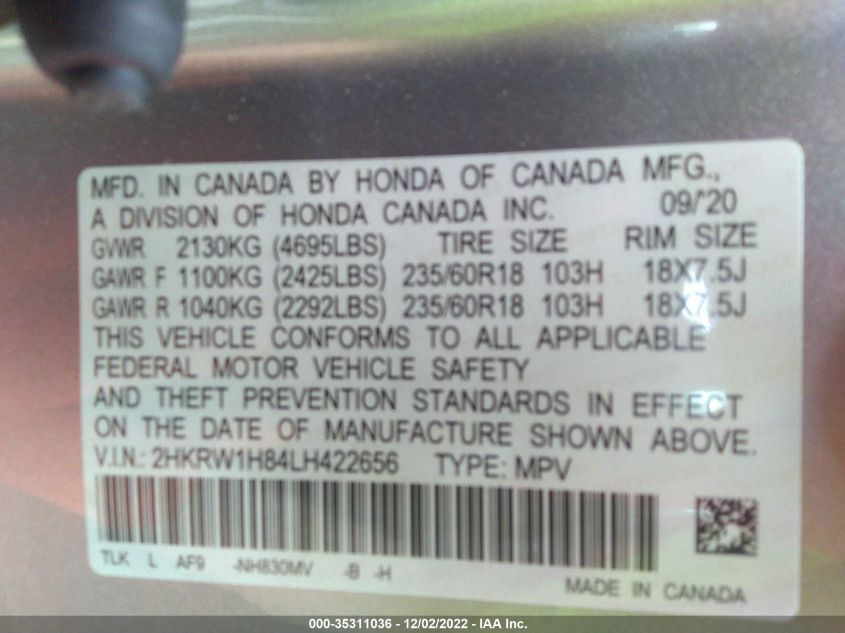 MFD. IN CANADA BY HONDA OF CANADA MFG.,
A DIVISION OF HONDA CANADA INC. 09/'20
GVWR 2130KG (4695LBS) TIRE SIZE RIM SIZE
GAWR F 1100KG (2425LBS) 235/60R18 103H 18X7.5J
GAWR R 1040KG (2292LBS) 235/60R18 103H 18X7.5J
THIS VEHICLE CONFORMS TO ALL APPLICABLE
FEDERAL MOTOR VEHICLE SAFETY
AND THEFT PREVENTION STANDARDS IN EFFECT
ON THE DATE OF MANUFACTURE SHOWN ABOVE.
V.I.N.: 2HKRW1H84LH422656 TYPE: MPV
TLK L AF9 -NH830MV -B -H
MADE IN CANADA
000-35311036 - 12/02/2022 - IAA Inc.